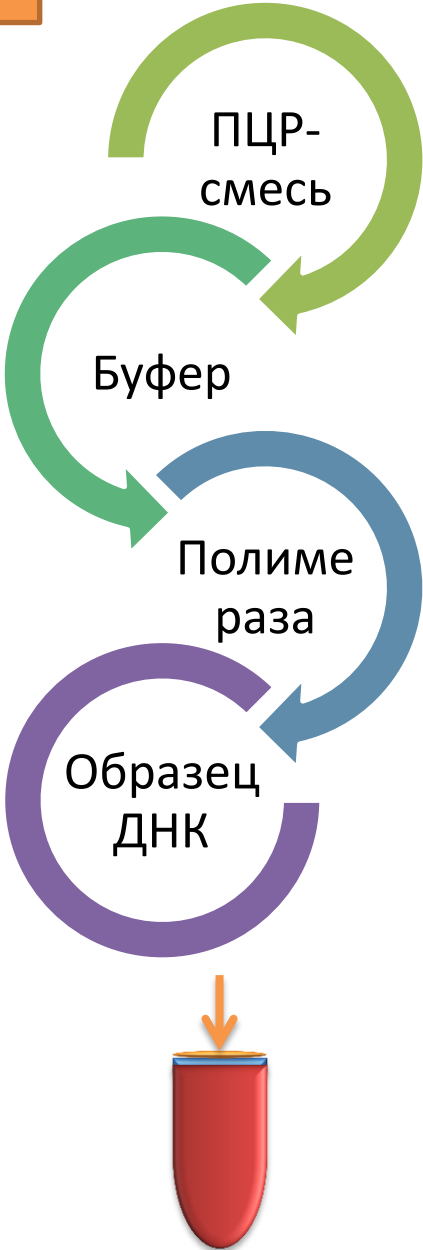 ПЦР-
смесь
Буфер
Полиме
раза
Образец
ДНК